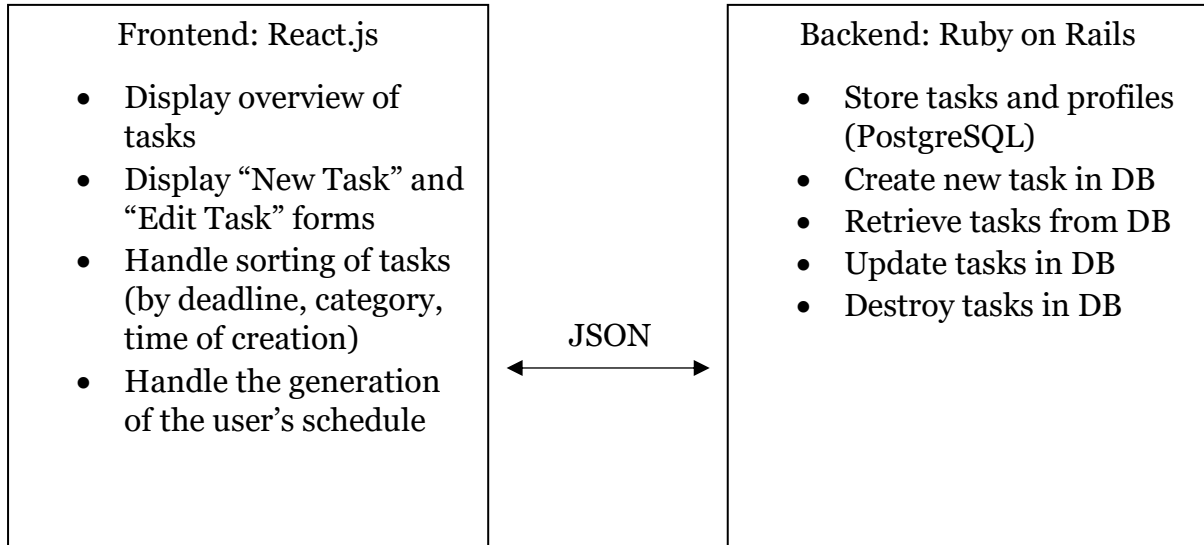 Frontend: React.js
• Display overview of
tasks
• Display “New Task” and
“Edit Task” forms
• Handle sorting of tasks
(by deadline, category,
time of creation)
• Handle the generation
of the user’s schedule
JSON
Backend: Ruby on Rails
• Store tasks and profiles
(PostgreSQL)
• Create new task in DB
• Retrieve tasks from DB
• Update tasks in DB
• Destroy tasks in DB